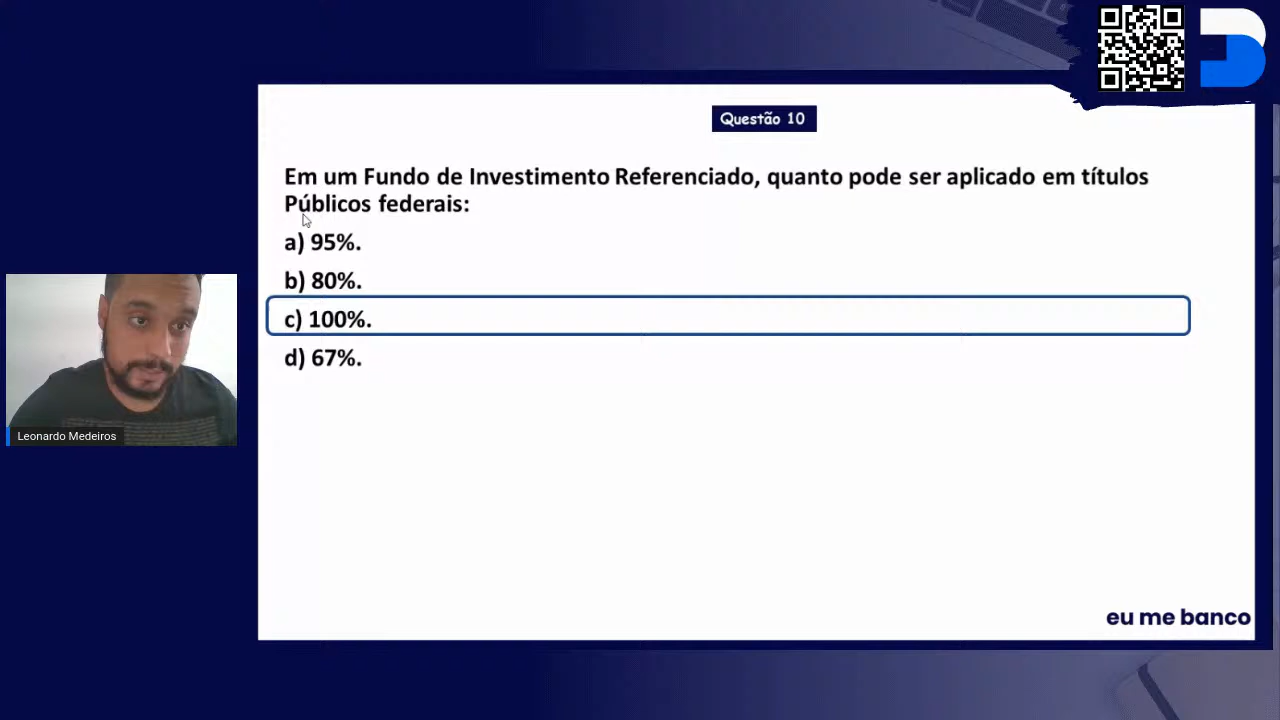 Questão 10
Em um Fundo de Investimento Referenciado, quanto pode ser aplicado em títulos
Públicos federais:
a) 95%.
b) 80%.
c) 100%.
d) 67%.
Leonardo Medeiros
eu me banco